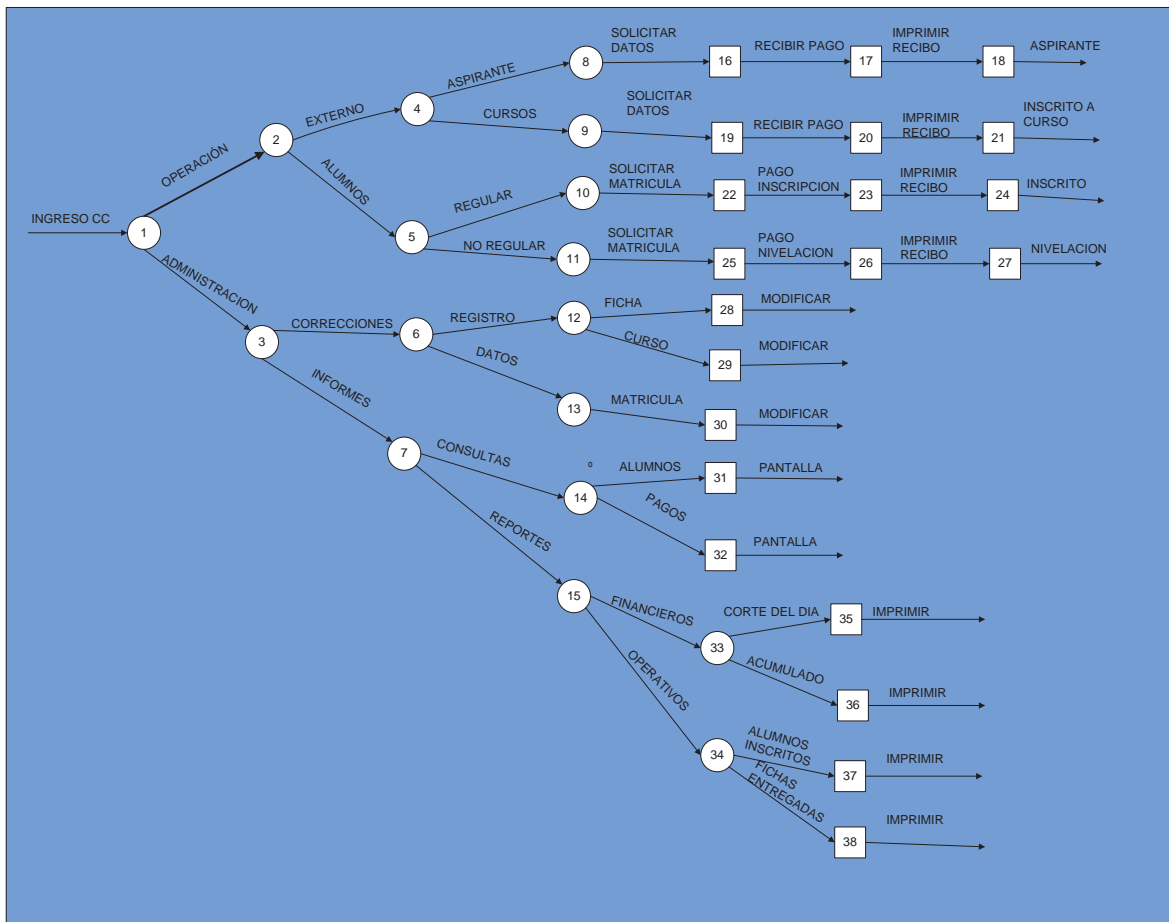 SOLICITAR
DATOS
8
16
RECIBIR PAGO
17
IMPRIMIR
RECIBO
18
ASPIRANTE
ASPIRANTE
4
EXTERNO
2
CURSOS
9
SOLICITAR
DATOS
19
RECIBIR PAGO
20
IMPRIMIR
RECIBO
21
INSCRITO A
CURSO
OPERACIÓN
ALUMNOS
REGULAR
10
SOLICITAR
MATRICULA
22
PAGO
INSCRIPCION
23
IMPRIMIR
RECIBO
24
INSCRITO
INGRESO CC
1
5
NO REGULAR
11
SOLICITAR
MATRICULA
25
PAGO
NIVELACION
26
IMPRIMIR
RECIBO
27
NIVELACION
ADMINISTRACION
3
CORRECCIONES
6
REGISTRO
12
FICHA
28
MODIFICAR
CURSO
29
MODIFICAR
DATOS
13
MATRICULA
30
MODIFICAR
INFORMES
7
CONSULTAS
14
o
ALUMNOS
31
PANTALLA
PAGOS
32
PANTALLA
REPORTES
15
FINANCIEROS
33
CORTE DEL DIA
35
IMPRIMIR
ACUMULADO
36
IMPRIMIR
OPERATIVOS
34
ALUMNOS
INSCRITOS
37
IMPRIMIR
FICHAS
ENTREGADAS
38
IMPRIMIR